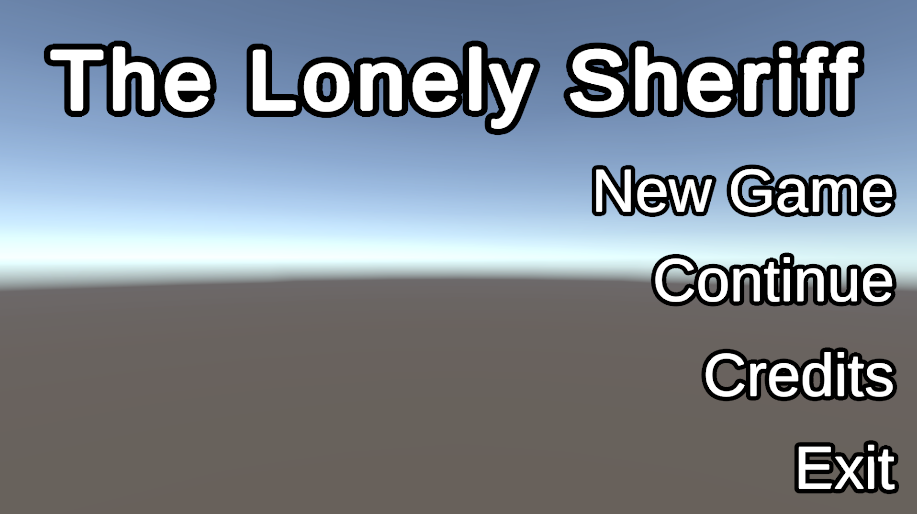 The Lonely Sheriff
New Game
Continue
Credits
Exit